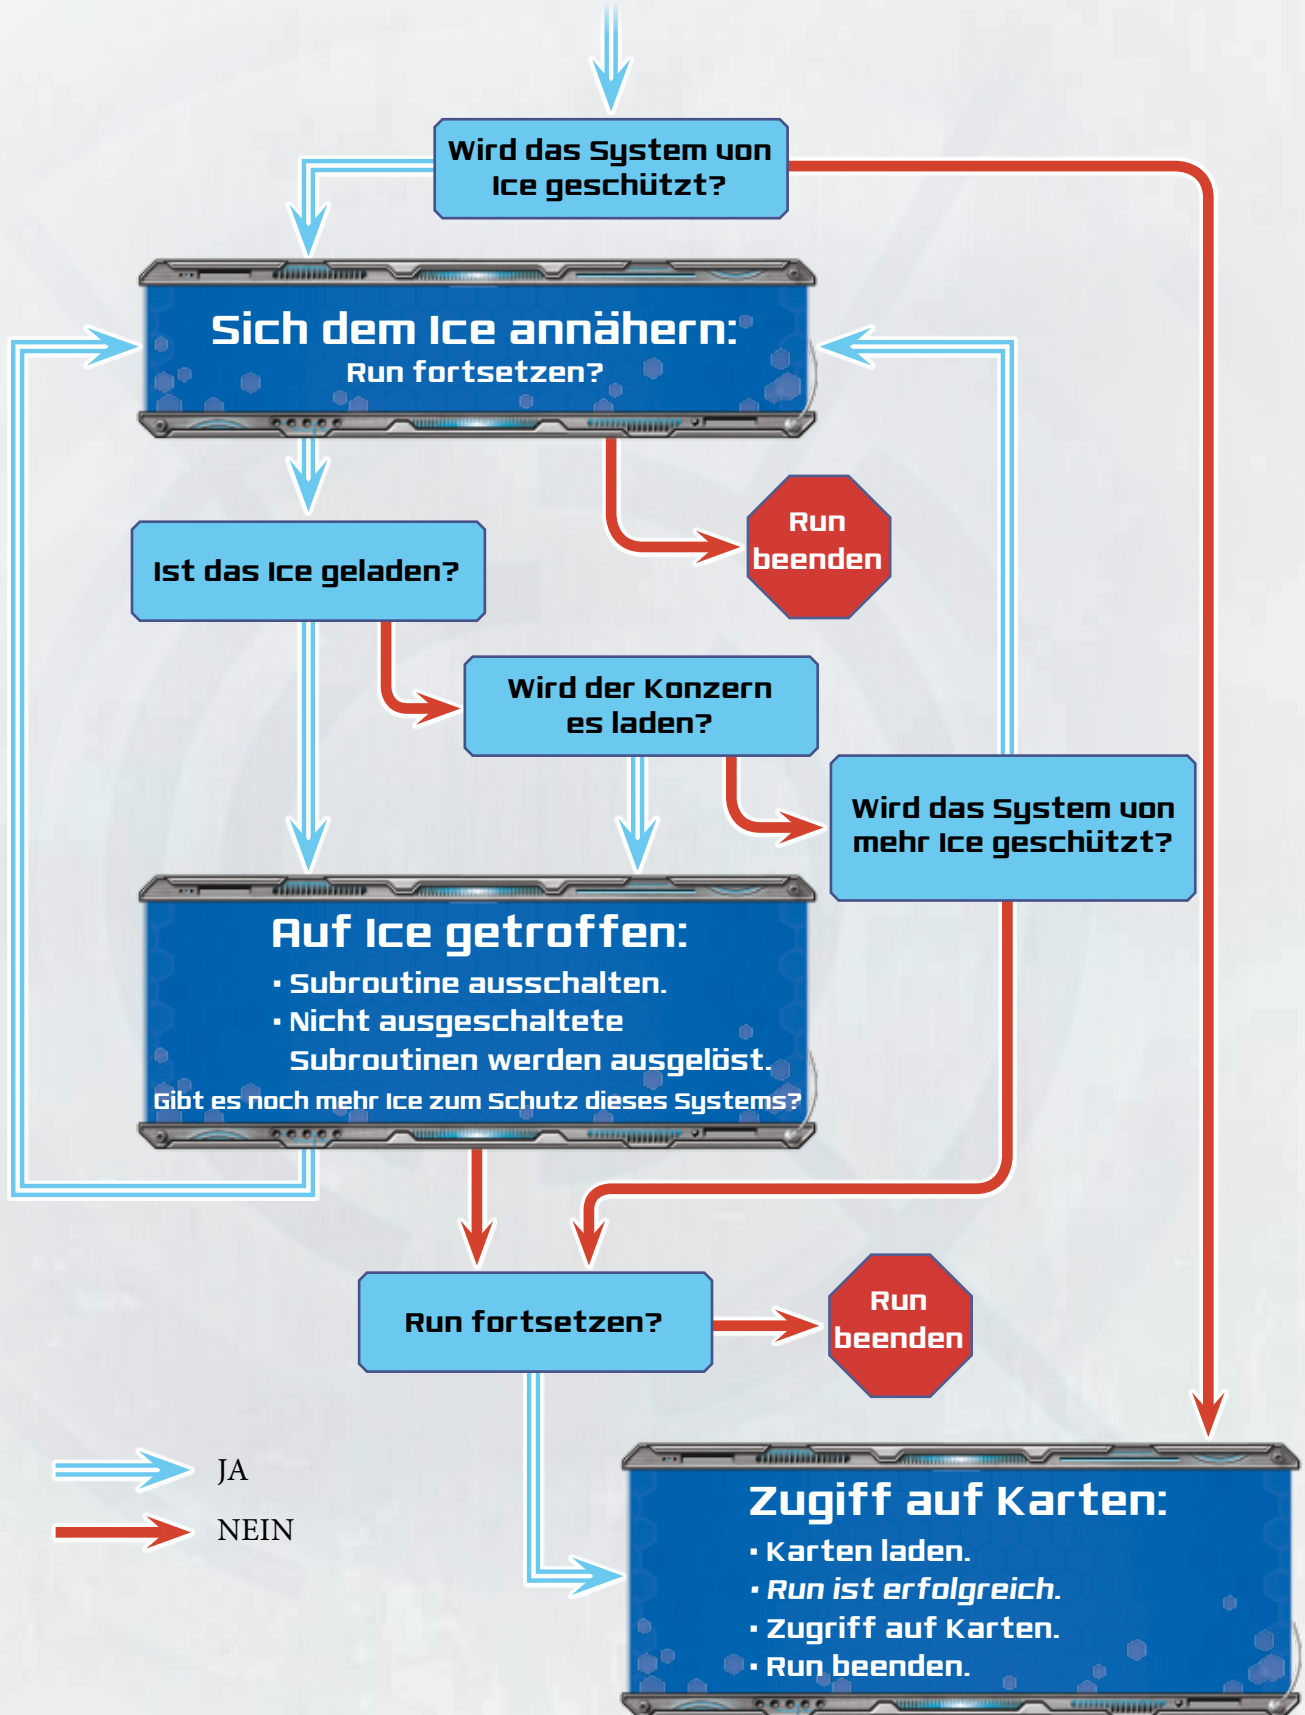 Wird das System von
Ice geschützt?
Sich dem Ice annähern:
Run fortsetzen?
Run
beenden
Ist das Ice geladen?
Wird der Konzern
es laden?
Wird das System von
mehr Ice geschützt?
Auf Ice getroffen:
▪ Subroutine ausschalten.
▪ Nicht ausgeschaltete
Subroutinen werden ausgelöst.
Gibt es noch mehr Ice zum Schutz dieses Systems?
Run fortsetzen?
Run
beenden
JA
NEIN
Zugiff auf Karten:
▪ Karten laden.
▪ Run ist erfolgreich.
▪ Zugriff auf Karten.
▪ Run beenden.